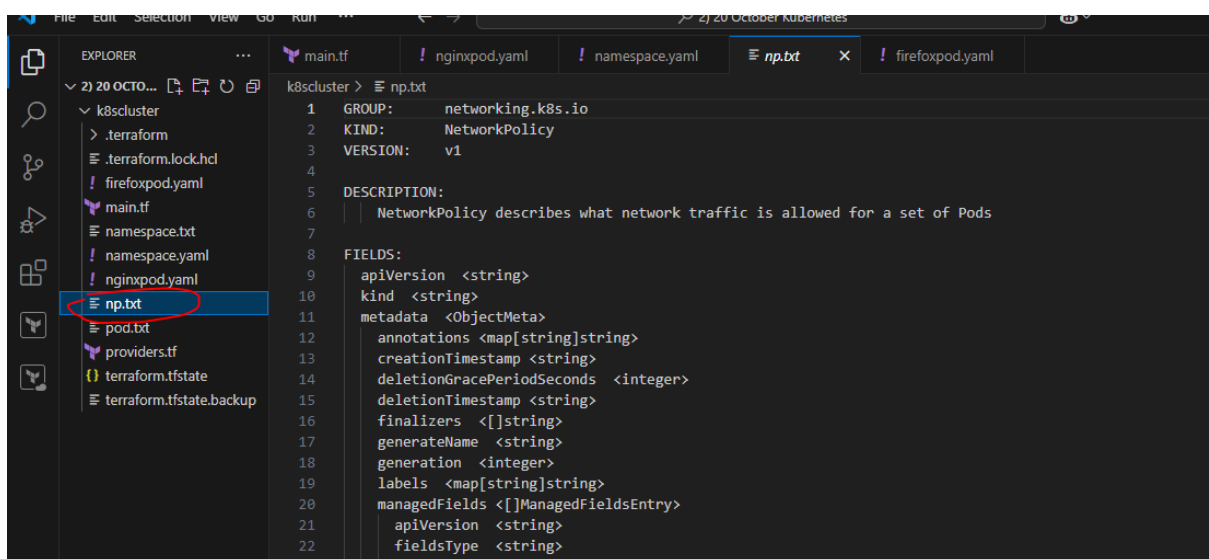 File Edit Selection View Go Run ... 2) 20 October Kubernetes
EXPLORER ...
2) 20 OCTO...
k8scluster
.terraform
.terraform.lock.hcl
firefoxpod.yaml
main.tf
namespace.txt
namespace.yaml
nginxpod.yaml
np.txt
pod.txt
providers.tf
terraform.tfstate
terraform.tfstate.backup
main.tf ! nginxpod.yaml ! namespace.yaml np.txt × ! firefoxpod.yaml
k8scluster > np.txt
1 GROUP: networking.k8s.io
2 KIND: NetworkPolicy
3 VERSION: v1
4
5 DESCRIPTION:
6 NetworkPolicy describes what network traffic is allowed for a set of Pods
7
8 FIELDS:
9 apiVersion <string>
10 kind <string>
11 metadata <ObjectMeta>
12 annotations <map[string]string>
13 creationTimestamp <string>
14 deletionGracePeriodSeconds <integer>
15 deletionTimestamp <string>
16 finalizers <[]string>
17 generateName <string>
18 generation <integer>
19 labels <map[string]string>
20 managedFields <[]ManagedFieldsEntry>
21 apiVersion <string>
22 fieldsType <string>